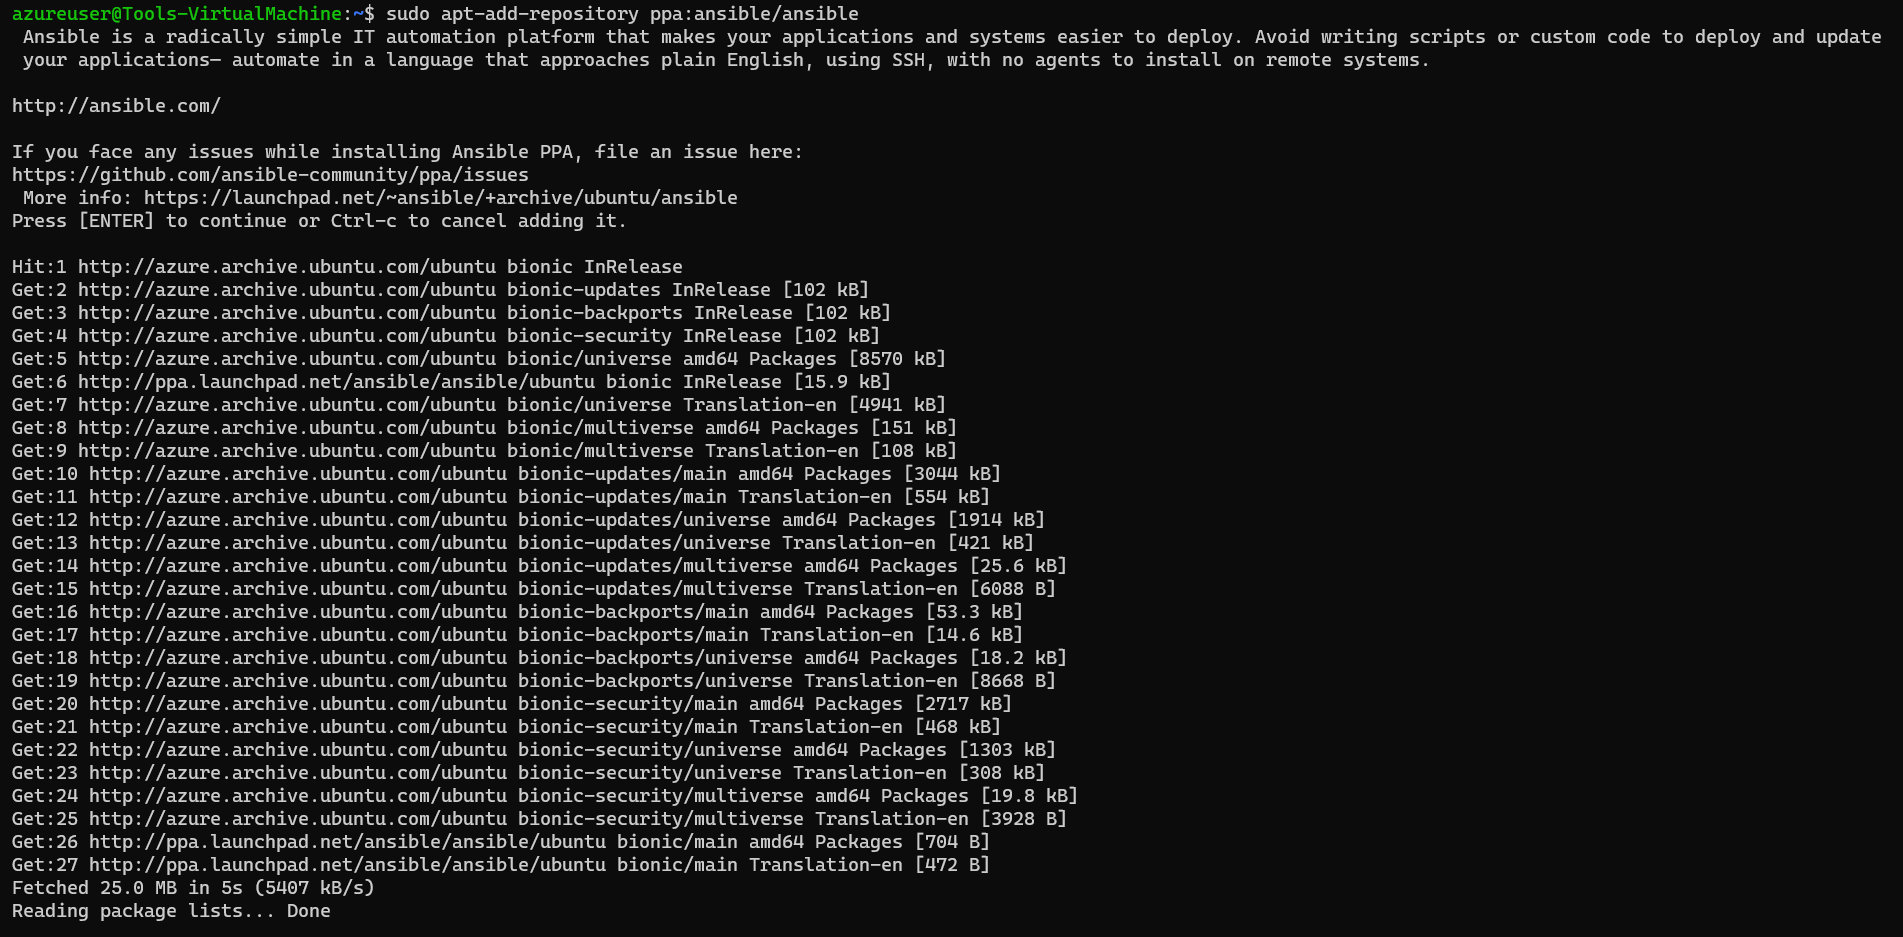 azureuser@Tools-VirtualMachine:~$ sudo apt-add-repository ppa:ansible/ansible
 Ansible is a radically simple IT automation platform that makes your applications and systems easier to deploy. Avoid writing scripts or custom code to deploy and update
 your applications— automate in a language that approaches plain English, using SSH, with no agents to install on remote systems.

http://ansible.com/

If you face any issues while installing Ansible PPA, file an issue here:
https://github.com/ansible-community/ppa/issues
 More info: https://launchpad.net/~ansible/+archive/ubuntu/ansible
Press [ENTER] to continue or Ctrl-c to cancel adding it.

Hit:1 http://azure.archive.ubuntu.com/ubuntu bionic InRelease
Get:2 http://azure.archive.ubuntu.com/ubuntu bionic-updates InRelease [102 kB]
Get:3 http://azure.archive.ubuntu.com/ubuntu bionic-backports InRelease [102 kB]
Get:4 http://azure.archive.ubuntu.com/ubuntu bionic-security InRelease [102 kB]
Get:5 http://azure.archive.ubuntu.com/ubuntu bionic/universe amd64 Packages [8570 kB]
Get:6 http://ppa.launchpad.net/ansible/ansible/ubuntu bionic InRelease [15.9 kB]
Get:7 http://azure.archive.ubuntu.com/ubuntu bionic/universe Translation-en [4941 kB]
Get:8 http://azure.archive.ubuntu.com/ubuntu bionic/multiverse amd64 Packages [151 kB]
Get:9 http://azure.archive.ubuntu.com/ubuntu bionic/multiverse Translation-en [108 kB]
Get:10 http://azure.archive.ubuntu.com/ubuntu bionic-updates/main amd64 Packages [3044 kB]
Get:11 http://azure.archive.ubuntu.com/ubuntu bionic-updates/main Translation-en [554 kB]
Get:12 http://azure.archive.ubuntu.com/ubuntu bionic-updates/universe amd64 Packages [1914 kB]
Get:13 http://azure.archive.ubuntu.com/ubuntu bionic-updates/universe Translation-en [421 kB]
Get:14 http://azure.archive.ubuntu.com/ubuntu bionic-updates/multiverse amd64 Packages [25.6 kB]
Get:15 http://azure.archive.ubuntu.com/ubuntu bionic-updates/multiverse Translation-en [6088 B]
Get:16 http://azure.archive.ubuntu.com/ubuntu bionic-backports/main amd64 Packages [53.3 kB]
Get:17 http://azure.archive.ubuntu.com/ubuntu bionic-backports/main Translation-en [14.6 kB]
Get:18 http://azure.archive.ubuntu.com/ubuntu bionic-backports/universe amd64 Packages [18.2 kB]
Get:19 http://azure.archive.ubuntu.com/ubuntu bionic-backports/universe Translation-en [8668 B]
Get:20 http://azure.archive.ubuntu.com/ubuntu bionic-security/main amd64 Packages [2717 kB]
Get:21 http://azure.archive.ubuntu.com/ubuntu bionic-security/main Translation-en [468 kB]
Get:22 http://azure.archive.ubuntu.com/ubuntu bionic-security/universe amd64 Packages [1303 kB]
Get:23 http://azure.archive.ubuntu.com/ubuntu bionic-security/universe Translation-en [308 kB]
Get:24 http://azure.archive.ubuntu.com/ubuntu bionic-security/multiverse amd64 Packages [19.8 kB]
Get:25 http://azure.archive.ubuntu.com/ubuntu bionic-security/multiverse Translation-en [3928 B]
Get:26 http://ppa.launchpad.net/ansible/ansible/ubuntu bionic/main amd64 Packages [704 B]
Get:27 http://ppa.launchpad.net/ansible/ansible/ubuntu bionic/main Translation-en [472 B]
Fetched 25.0 MB in 5s (5407 kB/s)
Reading package lists... Done